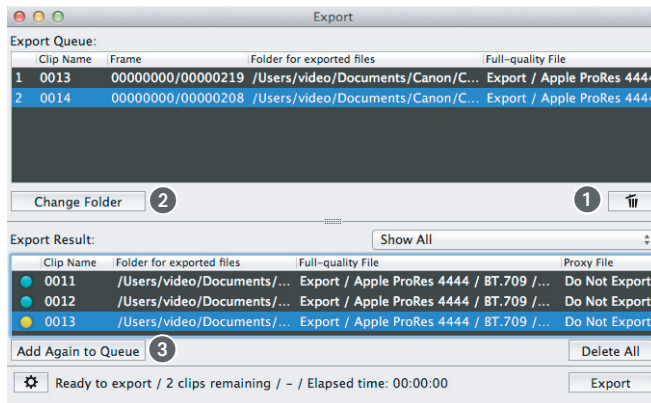 Export
Export Queue:
Clip Name Frame Folder for exported files Full-quality File
1 0013 00000000/00000219 /Users/video/Documents/Canon/C... Export / Apple ProRes 4444
2 0014 00000000/00000208 /Users/video/Documents/Canon/C... Export / Apple ProRes 4444
Change Folder 2 1
Export Result: Show All
Clip Name Folder for exported files Full-quality File Proxy File
0011 /Users/video/Documents/... Export / Apple ProRes 4444 / BT.709 /... Do Not Export
0012 /Users/video/Documents/... Export / Apple ProRes 4444 / BT.709 /... Do Not Export
0013 /Users/video/Documents/... Export / Apple ProRes 4444 / BT.709 /... Do Not Export
Add Again to Queue 3 Delete All
Ready to export / 2 clips remaining / – / Elapsed time: 00:00:00 Export